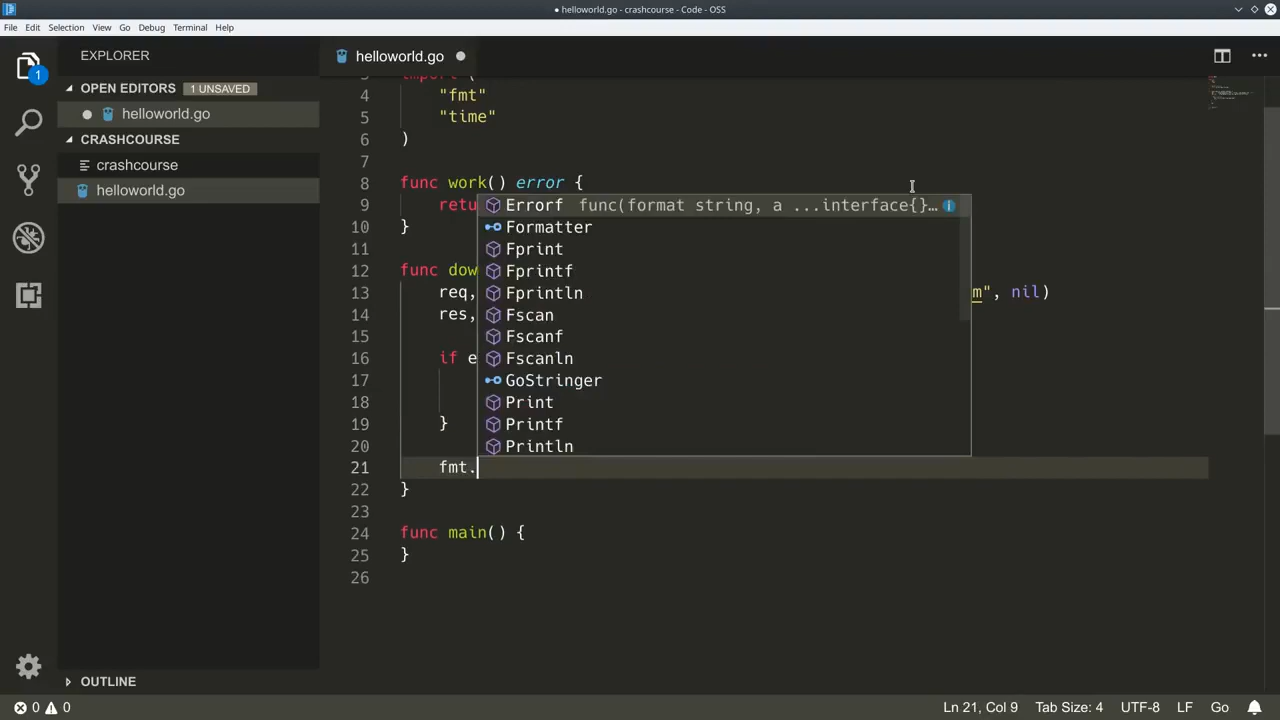 ● helloworld.go - crashcourse - Code - OSS
File Edit Selection View Go Debug Terminal Help
EXPLORER
OPEN EDITORS 1 UNSAVED
helloworld.go
CRASHCOURSE
crashcourse
helloworld.go
OUTLINE
1
helloworld.go
3 import (
4 "fmt"
5 "time"
6 )
7
8 func work() error {
9 retu
10 }
11
12 func dow
13 req, m", nil)
14 res,
15
16 if e
17
18
19 }
20
21 fmt.
22 }
23
24 func main() {
25 }
26
Errorf func(format string, a ...interface{}…
Formatter
Fprint
Fprintf
Fprintln
Fscan
Fscanf
Fscanln
GoStringer
Print
Printf
Println
0 0 Ln 21, Col 9 Tab Size: 4 UTF-8 LF Go